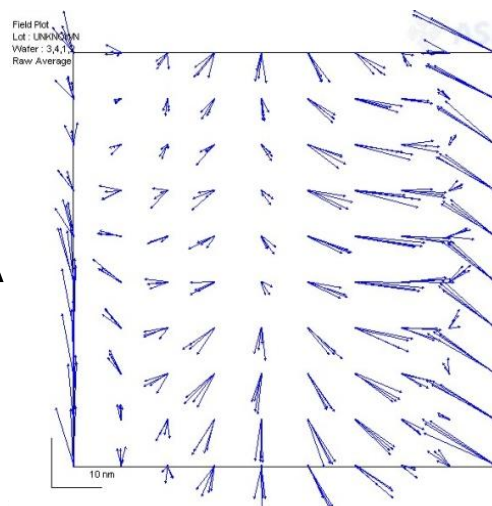 Field Plot
Lot : UNKNOWN
Wafer : 3,4,1,2
Raw Average
10 nm